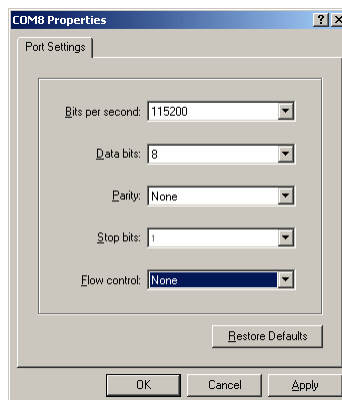 COM8 Properties
Port Settings
Bits per second: 115200
Data bits: 8
Parity: None
Stop bits: 1
Flow control: None
Restore Defaults
OK Cancel Apply